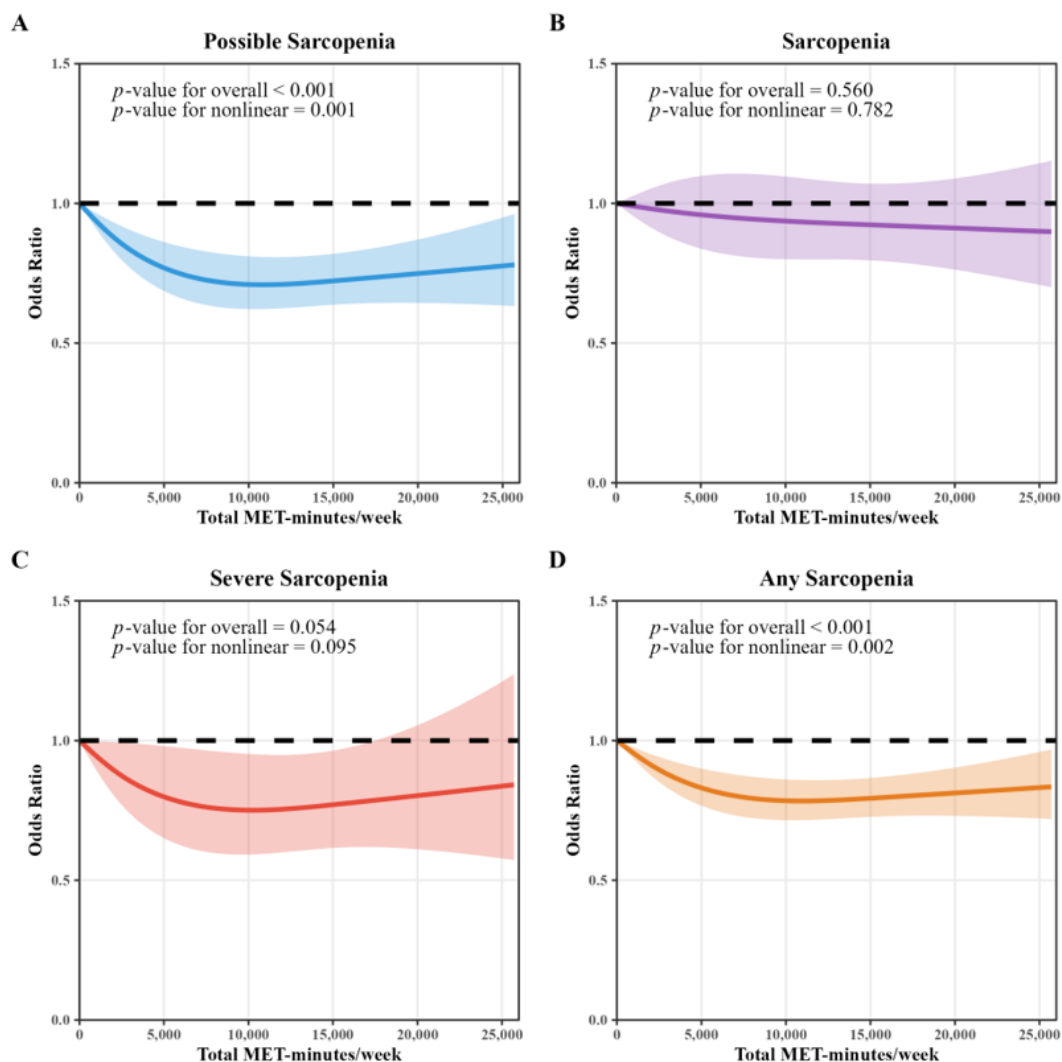 A
Possible Sarcopenia
p-value for overall < 0.001
p-value for nonlinear = 0.001
1.5
1.0
0.5
0.0
Odds Ratio
0
5,000
10,000
15,000
20,000
25,000
Total MET-minutes/week
B
Sarcopenia
p-value for overall = 0.560
p-value for nonlinear = 0.782
1.5
1.0
0.5
0.0
Odds Ratio
0
5,000
10,000
15,000
20,000
25,000
Total MET-minutes/week
C
Severe Sarcopenia
p-value for overall = 0.054
p-value for nonlinear = 0.095
1.5
1.0
0.5
0.0
Odds Ratio
0
5,000
10,000
15,000
20,000
25,000
Total MET-minutes/week
D
Any Sarcopenia
p-value for overall < 0.001
p-value for nonlinear = 0.002
1.5
1.0
0.5
0.0
Odds Ratio
0
5,000
10,000
15,000
20,000
25,000
Total MET-minutes/week